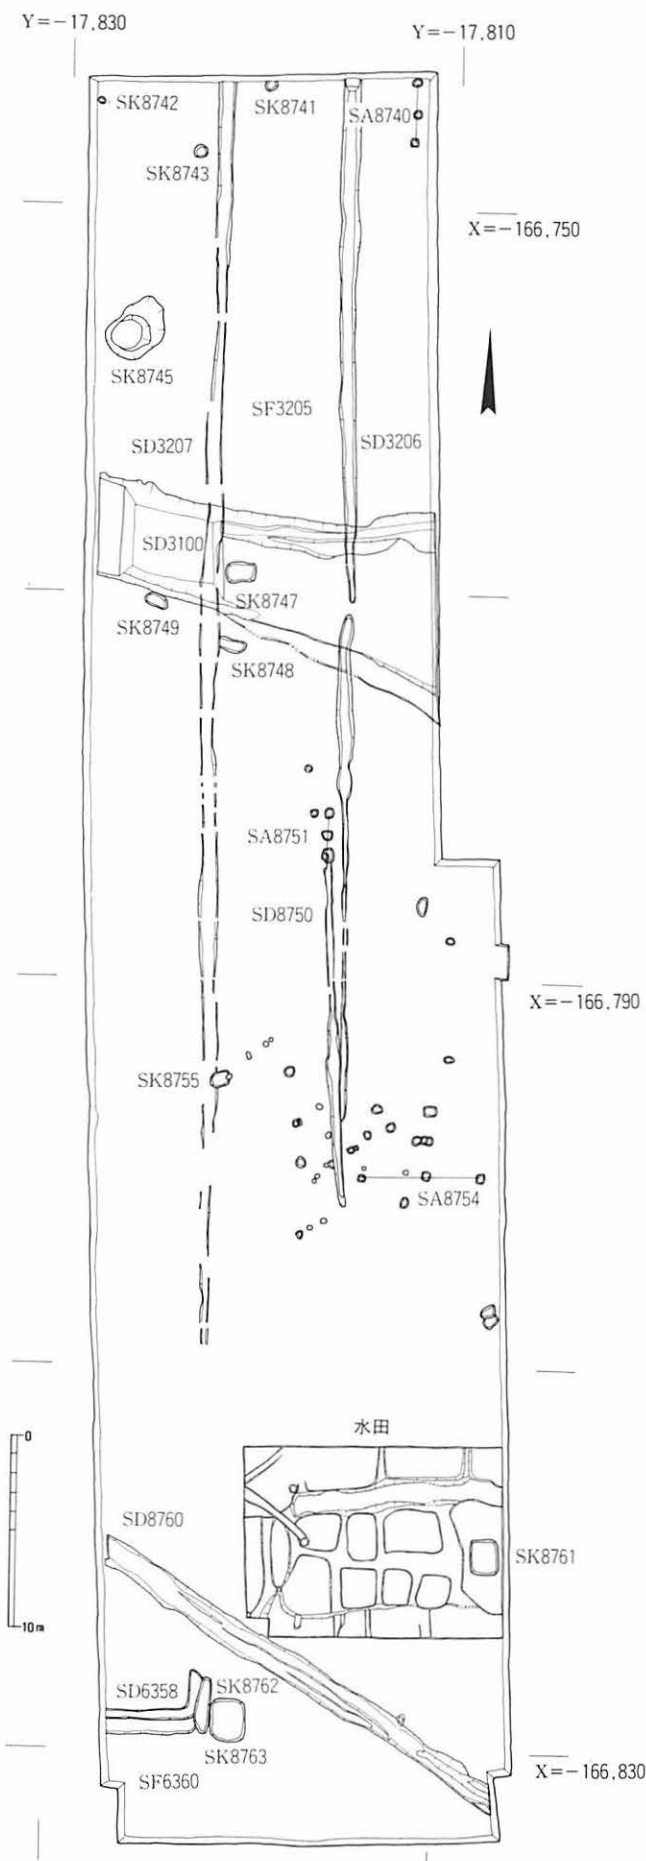 Y=−17,830
Y=−17,810
SK8742
SK8741
SA8740
SK8743
X=−166,750
SK8745
SF3205
SD3207
SD3206
SD3100
SK8747
SK8749
SK8748
SA8751
SD8750
X=−166,790
SK8755
SA8754
水田
0
SD8760
SK8761
10m
SD6358
SK8762
SK8763
SF6360
X=−166,830